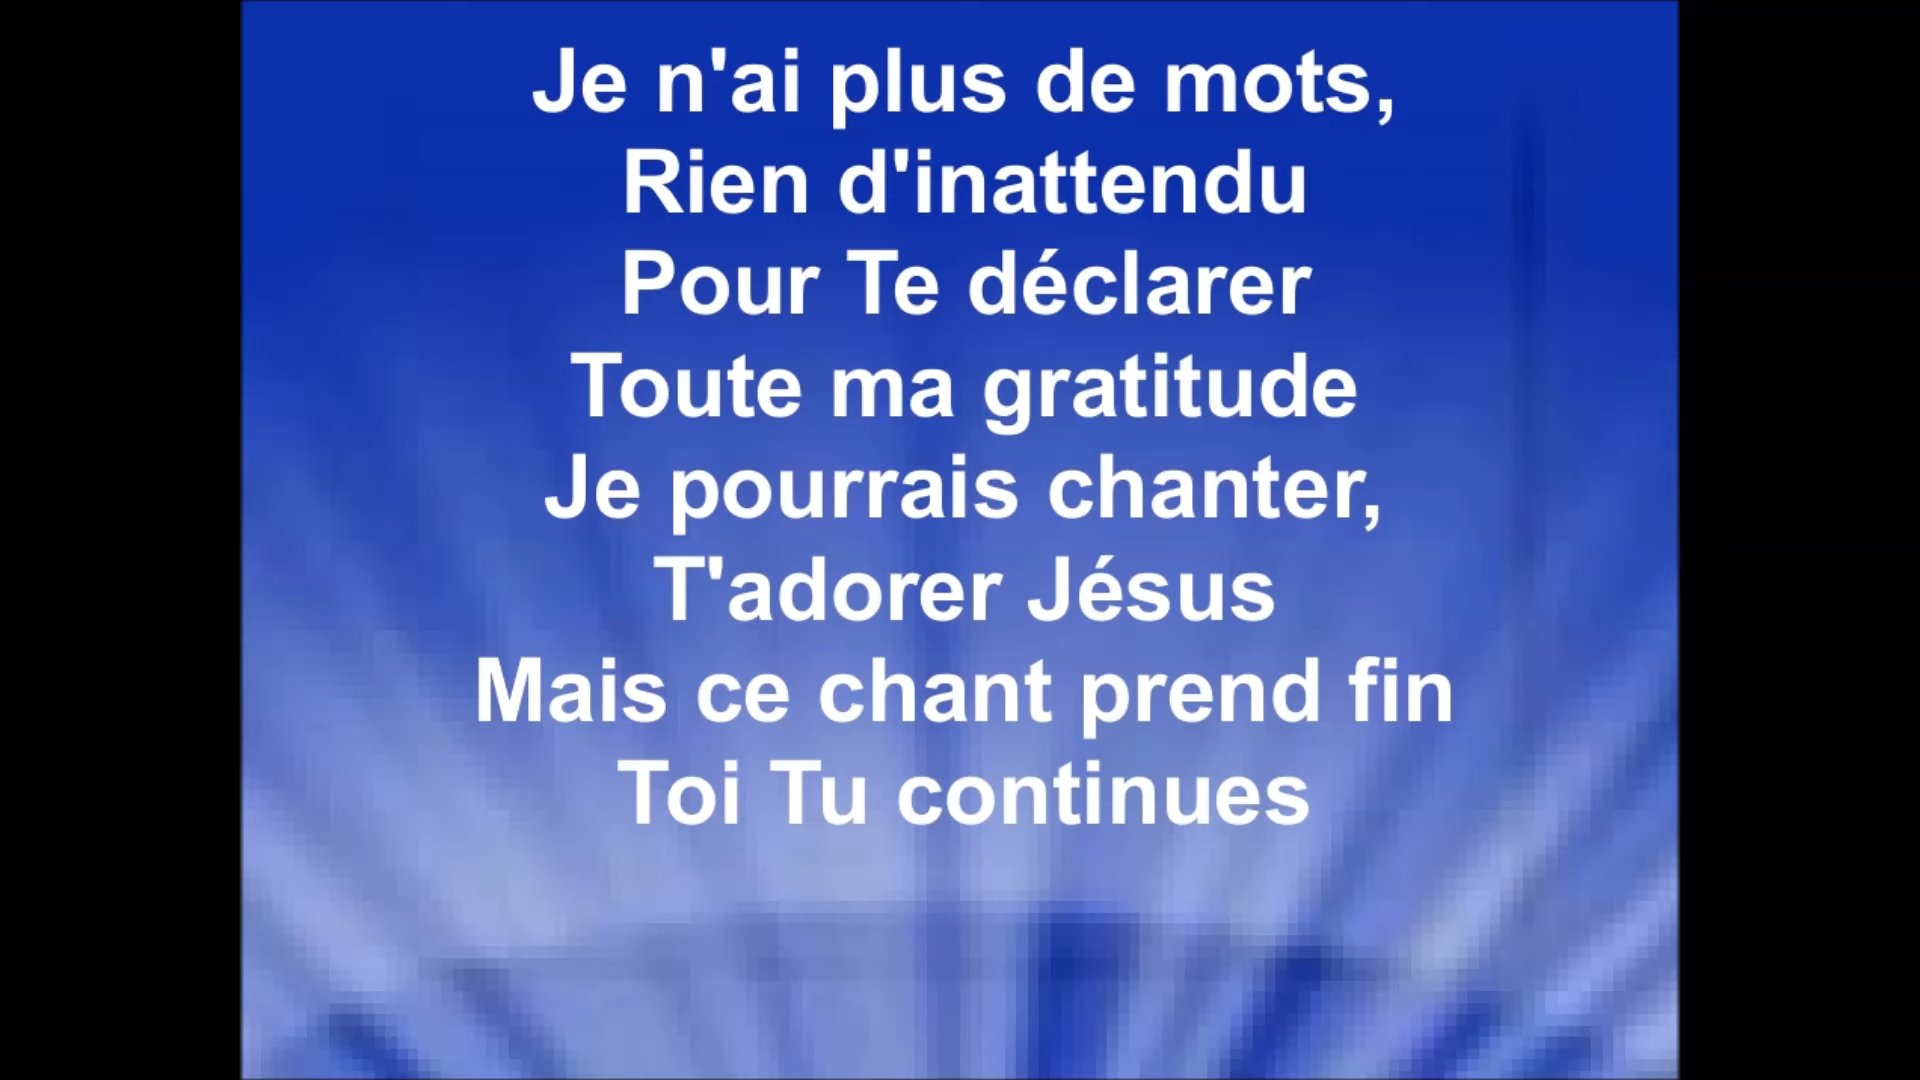 Je n'ai plus de mots,
Rien d'inattendu
Pour Te déclarer
Toute ma gratitude
Je pourrais chanter,
T'adorer Jésus
Mais ce chant prend fin
Toi Tu continues